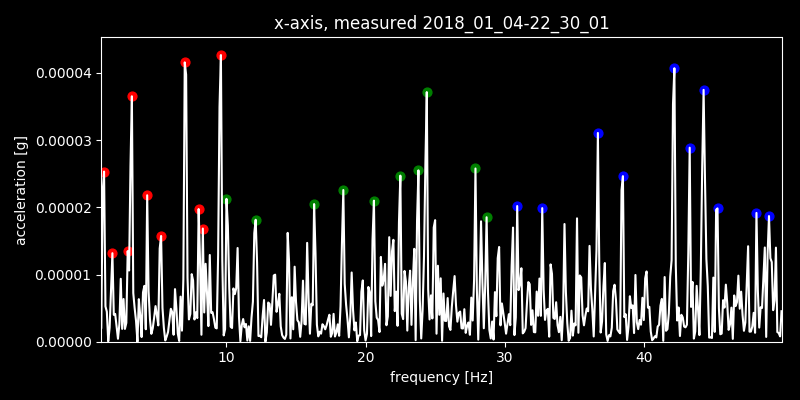 x-axis, measured 2018_01_04-22_30_01
0.00004
0.00003
0.00002
0.00001
0.00000
acceleration [g]
10 20 30 40
frequency [Hz]